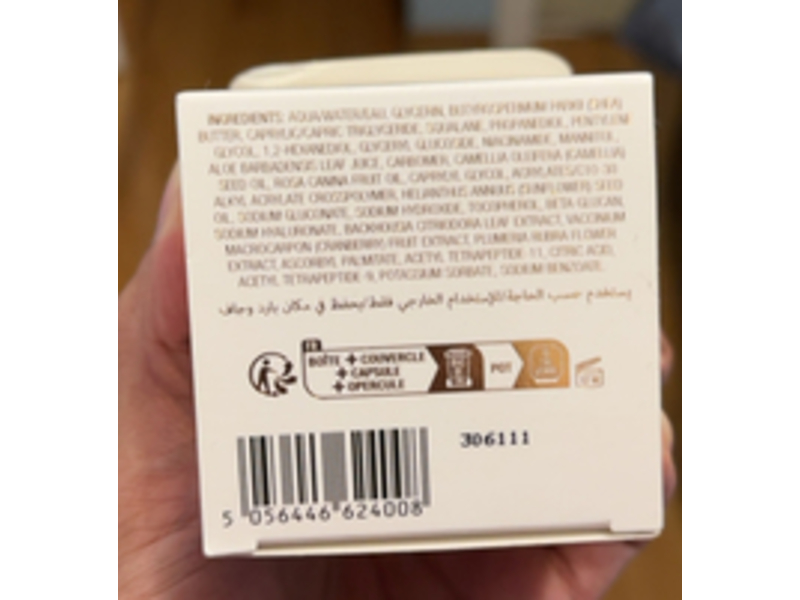 INGREDIENTS: AQUA/WATER/EAU, GLYCERIN, BUTYROSPERMUM PARKII (SHEA)
BUTTER, CAPRYLIC/CAPRIC TRIGLYCERIDE, SQUALANE, PROPANEDIOL, PENTYLENE
GLYCOL, 1,2-HEXANEDIOL, GLYCERYL GLUCOSIDE, NIACINAMIDE, MANNITOL,
ALOE BARBADENSIS LEAF JUICE, CARBOMER, CAMELLIA OLEIFERA (CAMELLIA)
SEED OIL, ROSA CANINA FRUIT OIL, CAPRYLYL GLYCOL, ACRYLATES/C10-30
ALKYL ACRYLATE CROSSPOLYMER, HELIANTHUS ANNUUS (SUNFLOWER) SEED
OIL, SODIUM GLUCONATE, SODIUM HYDROXIDE, TOCOPHEROL, BETA-GLUCAN,
SODIUM HYALURONATE, BACKHOUSIA CITRIODORA LEAF EXTRACT, VACCINIUM
MACROCARPON (CRANBERRY) FRUIT EXTRACT, PLUMERIA RUBRA FLOWER
EXTRACT, ASCORBYL PALMITATE, ACETYL TETRAPEPTIDE-11, CITRIC ACID,
ACETYL TETRAPEPTIDE-9, POTASSIUM SORBATE, SODIUM BENZOATE.
يستخدم حسب الحاجة/للإستخدام الخارجي فقط/يحفظ في مكان بارد وجاف
FR
BOÎTE + COUVERCLE
+ CAPSULE
+ OPERCULE
POT
306111
5 056446 624008